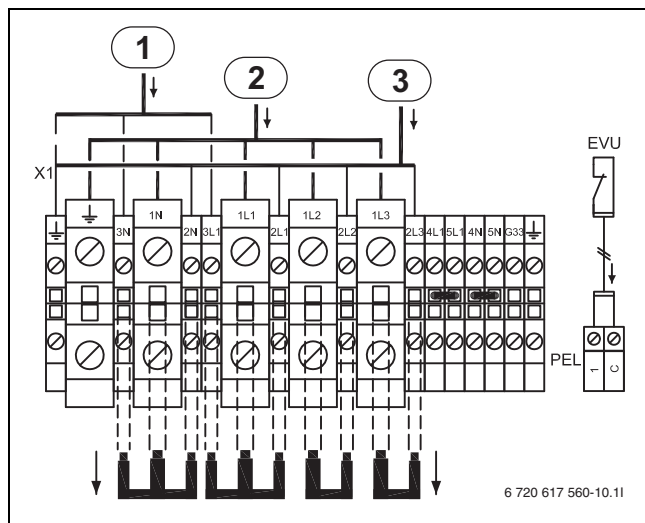 1
2
3
EVU
X1
3N
1N
2N
3L1
1L1
2L1
1L2
2L2
1L3
2L3
4L1
5L1
4N
5N
G33
PEL
1
C
6 720 617 560-10.1I